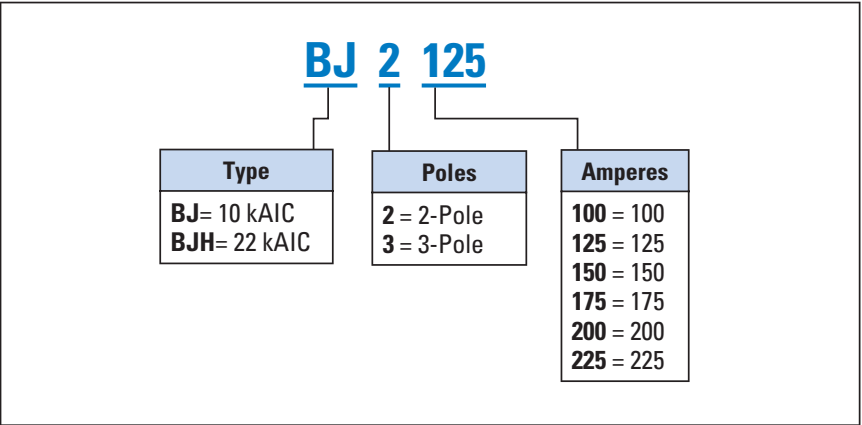 BJ 2 125
Type
BJ= 10 kAIC
BJH= 22 kAIC
Poles
2 = 2-Pole
3 = 3-Pole
Amperes
100 = 100
125 = 125
150 = 150
175 = 175
200 = 200
225 = 225